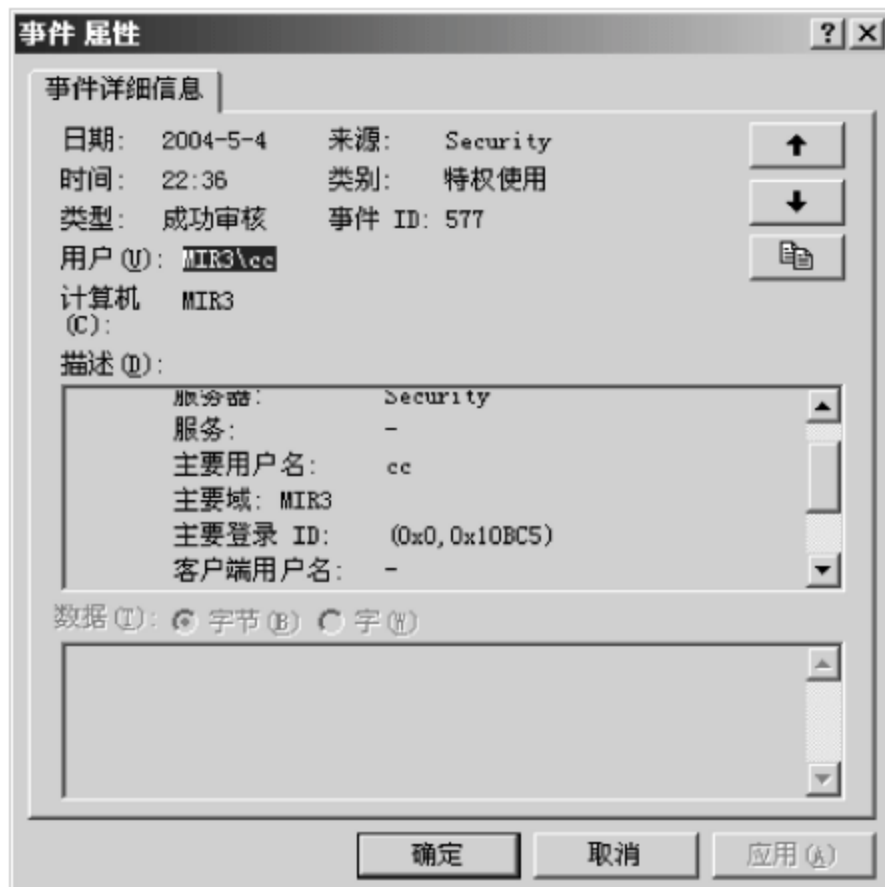 事件 属性
事件详细信息
日期: 2004-5-4 来源: Security
时间: 22:36 类别: 特权使用
类型: 成功审核 事件 ID: 577
用户(U): MIR3\cc
计算机(C): MIR3
描述(D):
服务器: Security
服务: -
主要用户名: cc
主要域: MIR3
主要登录 ID: (0x0,0x10BC5)
客户端用户名: -
数据(T): 字节(B) 字(W)
确定 取消 应用(A)